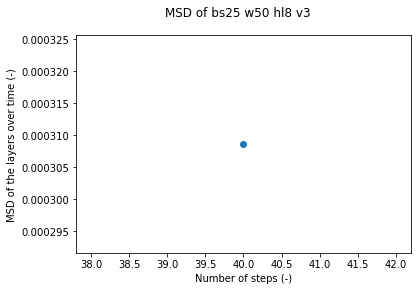 MSD of bs25 w50 hl8 v3
0.000325
0.000320
0.000315
0.000310
0.000305
0.000300
0.000295
MSD of the layers over time (-)
38.0 38.5 39.0 39.5 40.0 40.5 41.0 41.5 42.0
Number of steps (-)